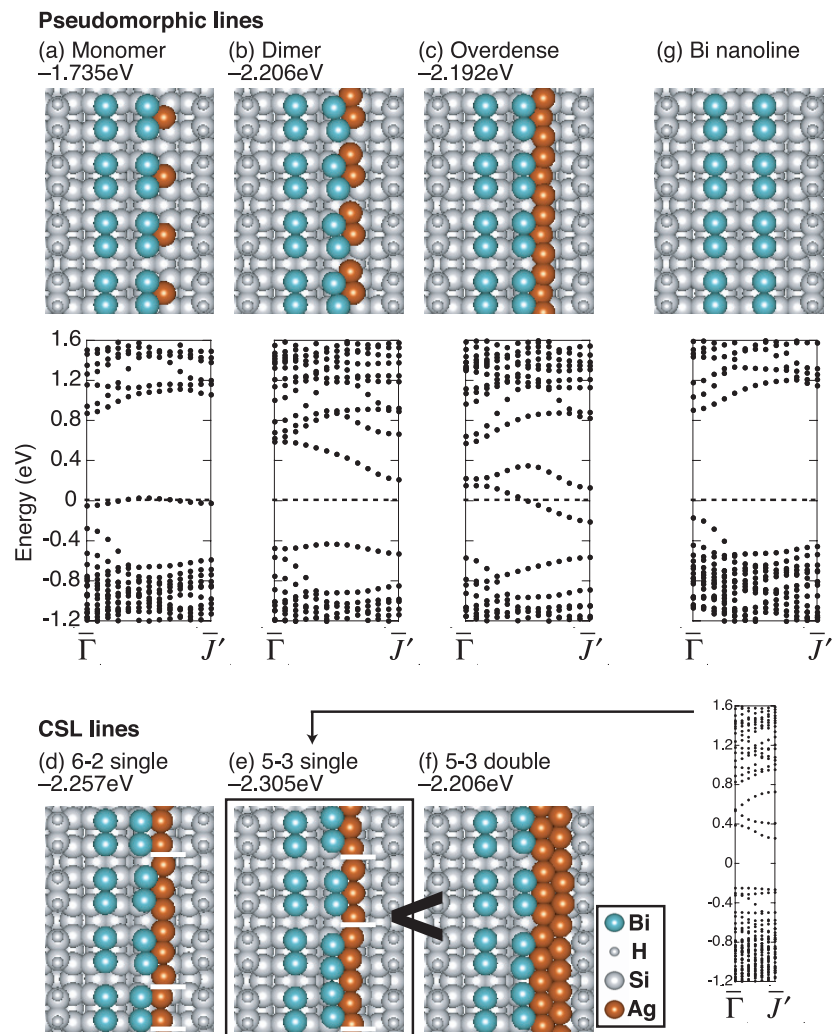 Pseudomorphic lines
(a) Monomer
−1.735eV
(b) Dimer
−2.206eV
(c) Overdense
−2.192eV
(g) Bi nanoline
Energy (eV)
1.6
1.2
0.8
0.4
0
-0.4
-0.8
-1.2
Γ̅ J̅′
Γ̅ J̅′
Γ̅ J̅′
Γ̅ J̅′
CSL lines
(d) 6-2 single
−2.257eV
(e) 5-3 single
−2.305eV
(f) 5-3 double
−2.206eV
<
Bi
H
Si
Ag
1.6
1.2
0.8
0.4
0
-0.4
-0.8
-1.2
Γ̅ J̅′